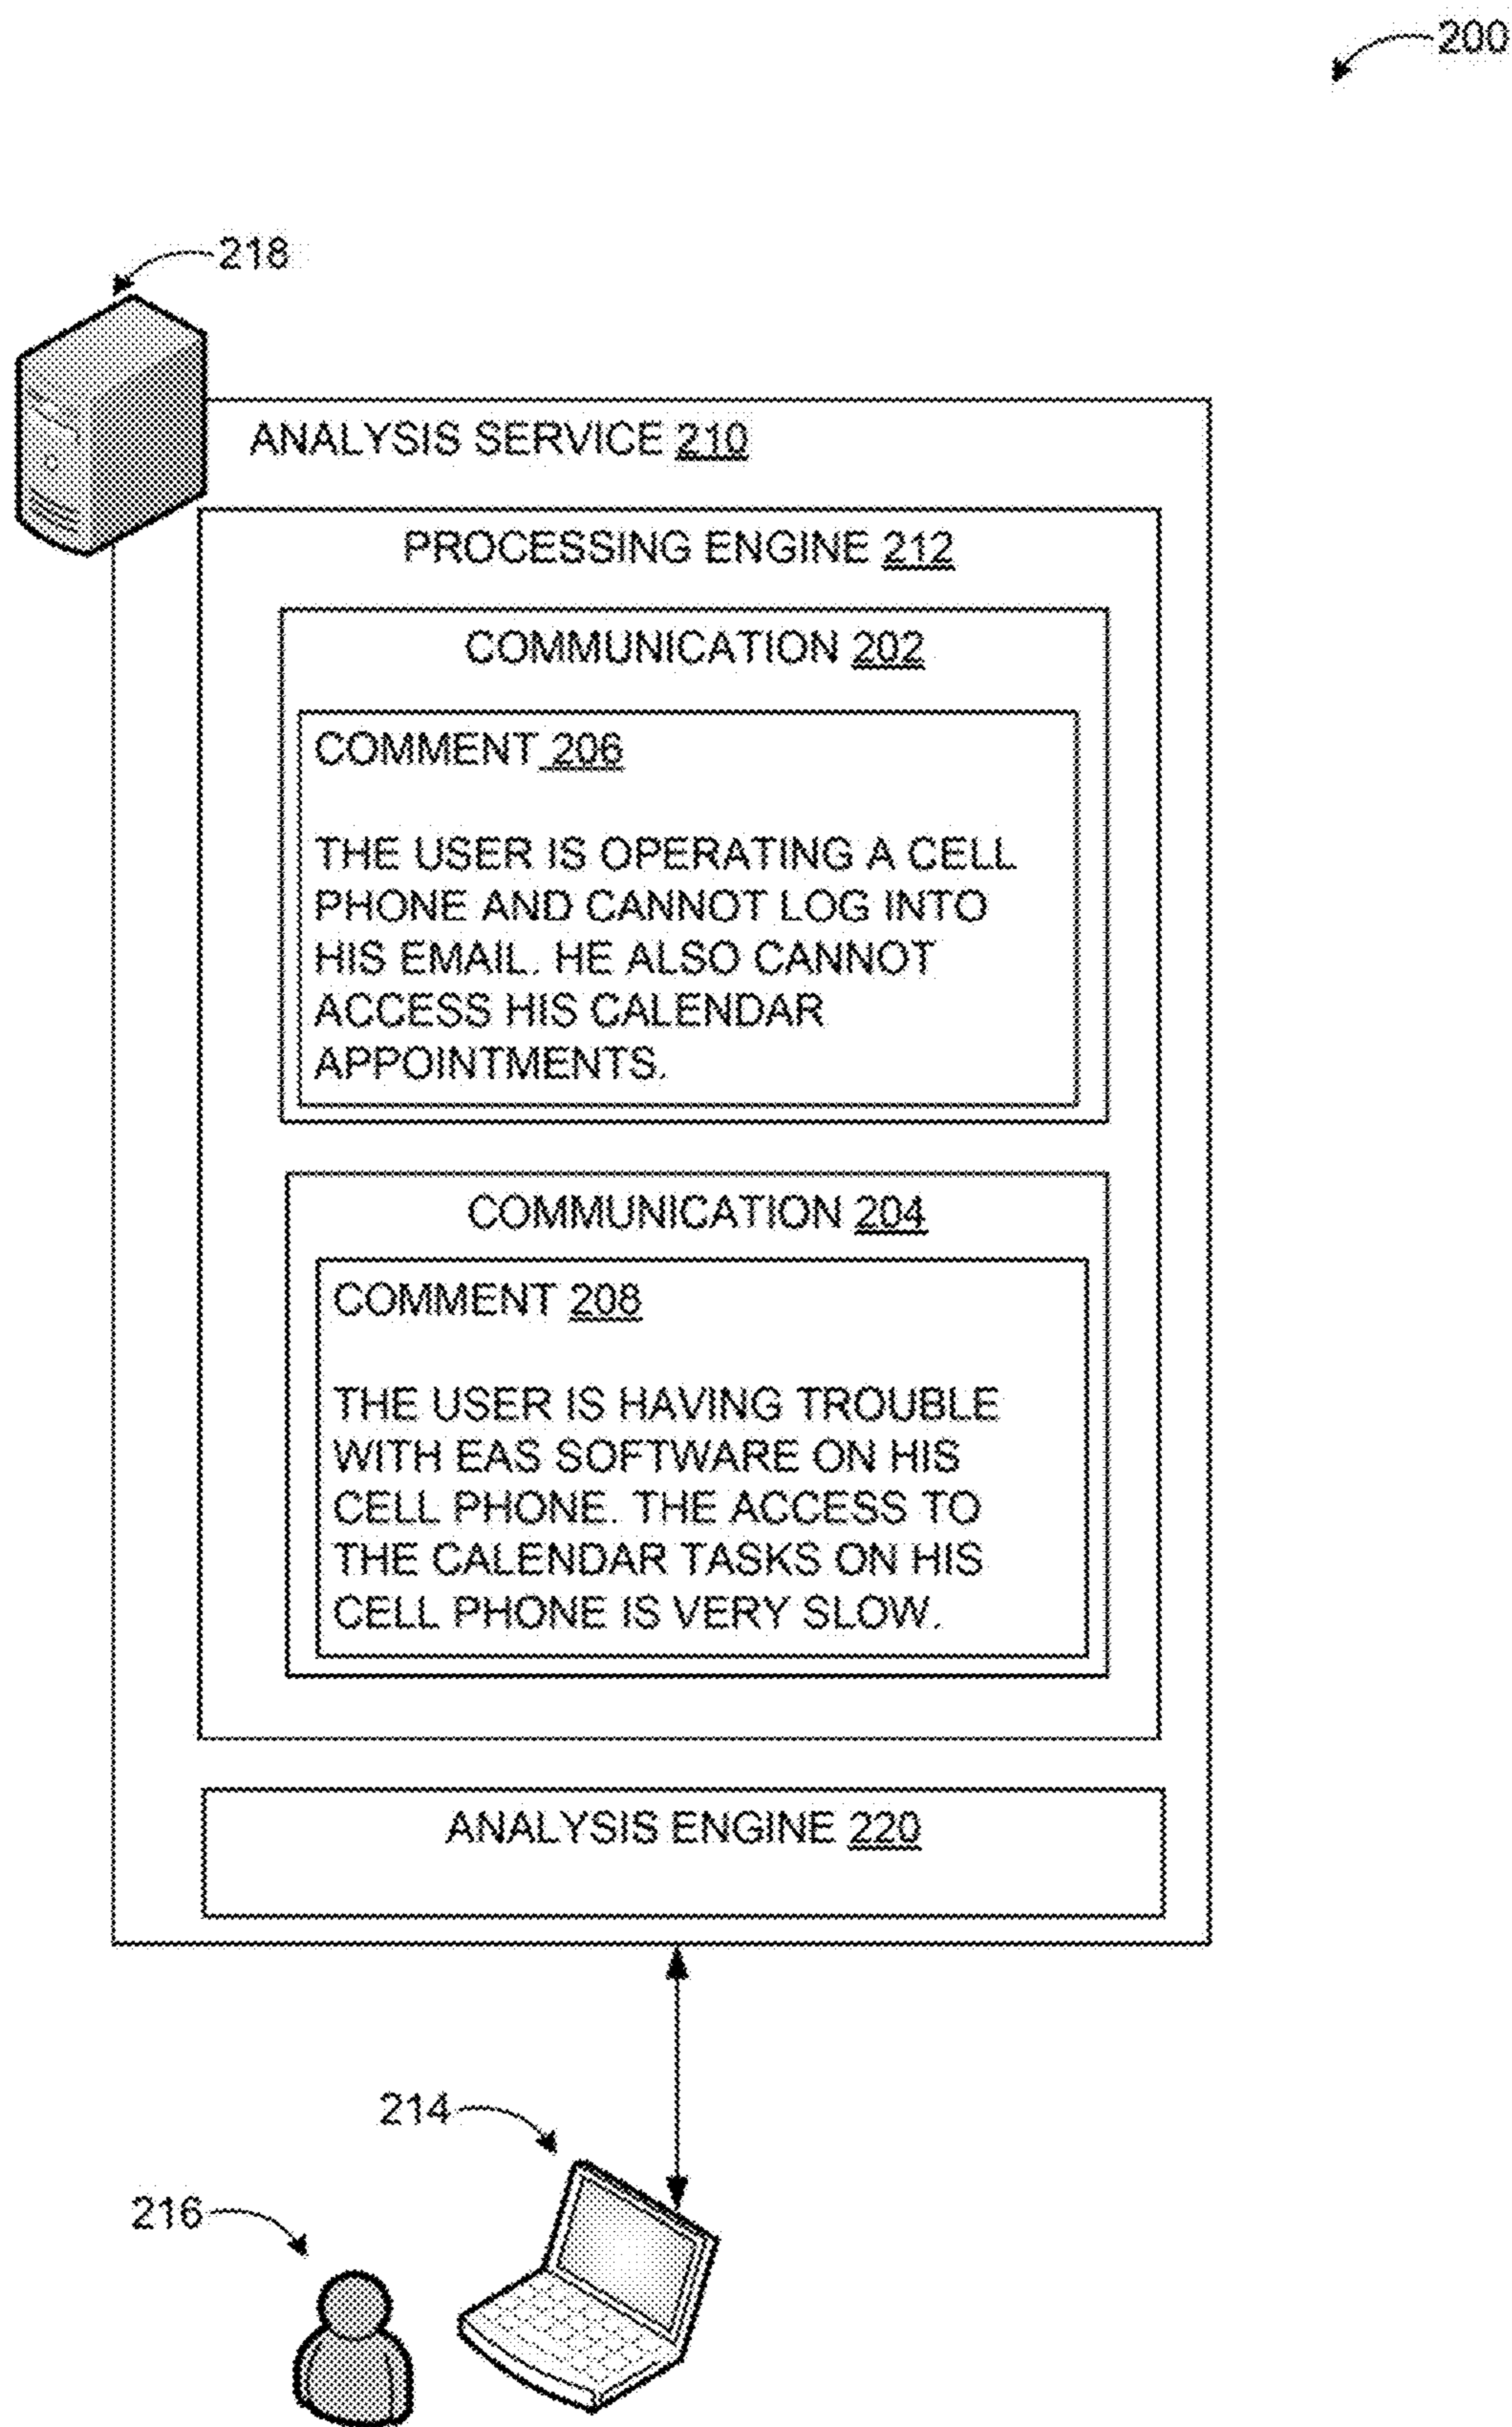 200
218
ANALYSIS SERVICE 210
PROCESSING ENGINE 212
COMMUNICATION 202
COMMENT 206
THE USER IS OPERATING A CELL
PHONE AND CANNOT LOG INTO
HIS EMAIL. HE ALSO CANNOT
ACCESS HIS CALENDAR
APPOINTMENTS.
COMMUNICATION 204
COMMENT 208
THE USER IS HAVING TROUBLE
WITH EAS SOFTWARE ON HIS
CELL PHONE. THE ACCESS TO
THE CALENDAR TASKS ON HIS
CELL PHONE IS VERY SLOW.
ANALYSIS ENGINE 220
214
216